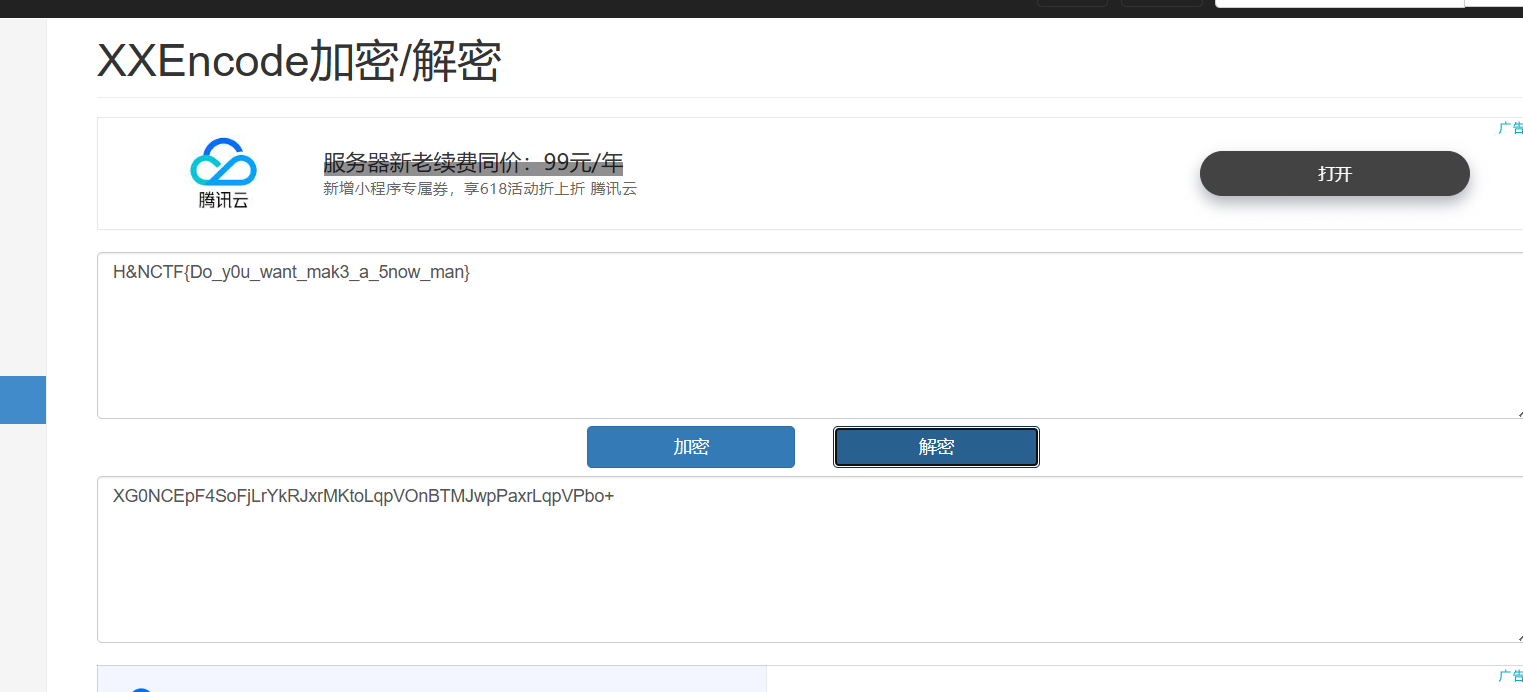 XXEncode加密/解密
广告
服务器新老续费同价：99元/年
新增小程序专属券，享618活动折上折 腾讯云
腾讯云
打开
H&NCTF{Do_y0u_want_mak3_a_5now_man}
加密
解密
XG0NCEpF4SoFjLrYkRJxrMKtoLqpVOnBTMJwpPaxrLqpVPbo+
广告